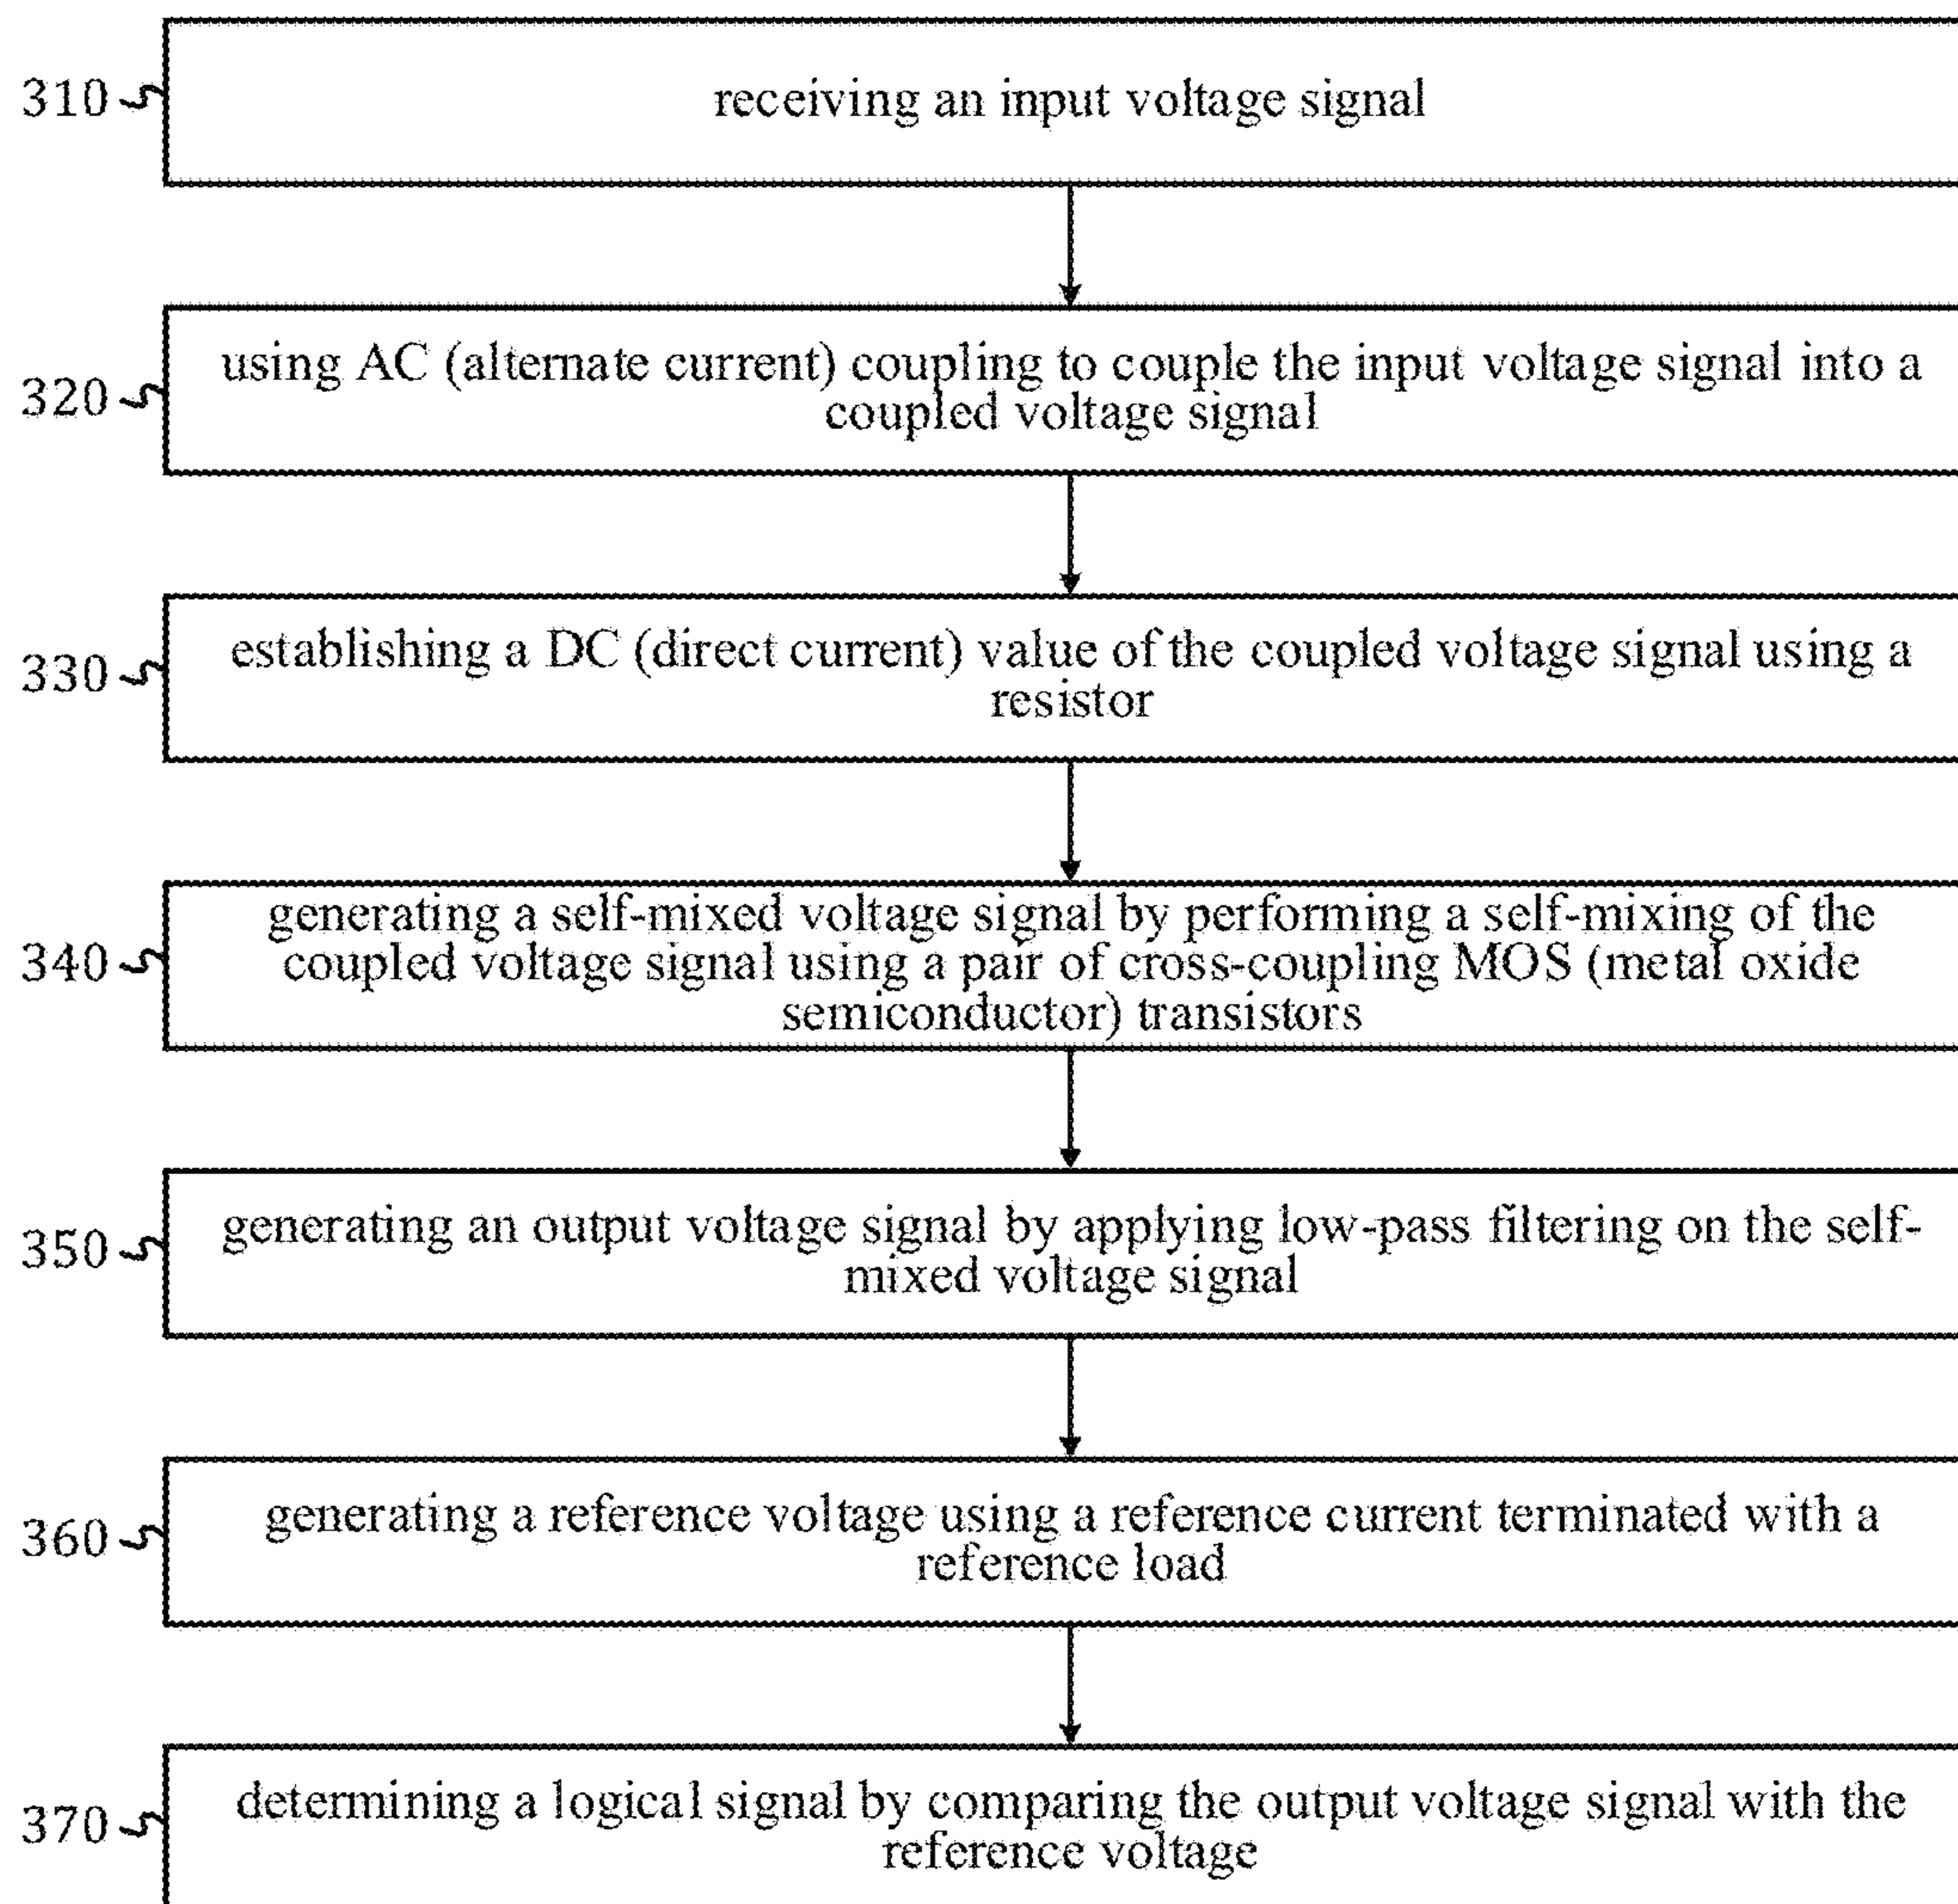 310
receiving an input voltage signal
320
using AC (alternate current) coupling to couple the input voltage signal into a
coupled voltage signal
330
establishing a DC (direct current) value of the coupled voltage signal using a
resistor
340
generating a self-mixed voltage signal by performing a self-mixing of the
coupled voltage signal using a pair of cross-coupling MOS (metal oxide
semiconductor) transistors
350
generating an output voltage signal by applying low-pass filtering on the self-
mixed voltage signal
360
generating a reference voltage using a reference current terminated with a
reference load
370
determining a logical signal by comparing the output voltage signal with the
reference voltage